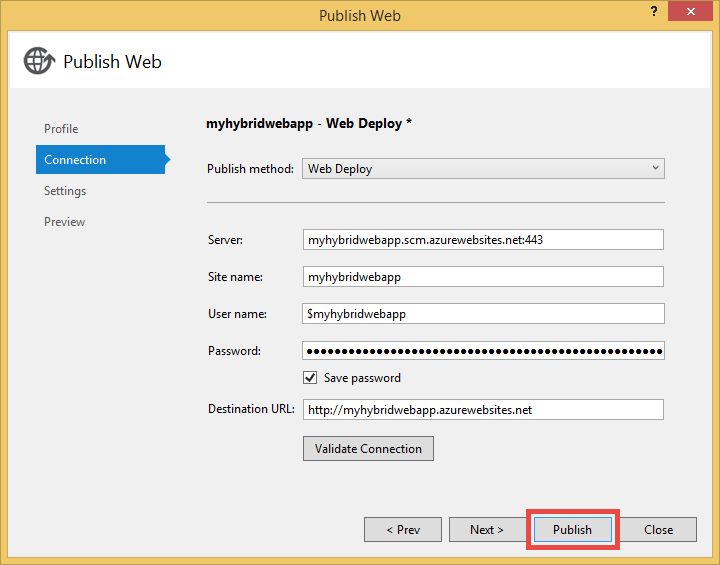 Publish Web
?
Publish Web
Profile
Connection
Settings
Preview
myhybridwebapp - Web Deploy *
Publish method: Web Deploy
Server: myhybridwebapp.scm.azurewebsites.net:443
Site name: myhybridwebapp
User name: $myhybridwebapp
Password: ●●●●●●●●●●●●●●●●●●●●●●●●●●●●●●●●●●●●●●●●●●●●●●●●●●●
Save password
Destination URL: http://myhybridwebapp.azurewebsites.net
Validate Connection
< Prev Next > Publish Close